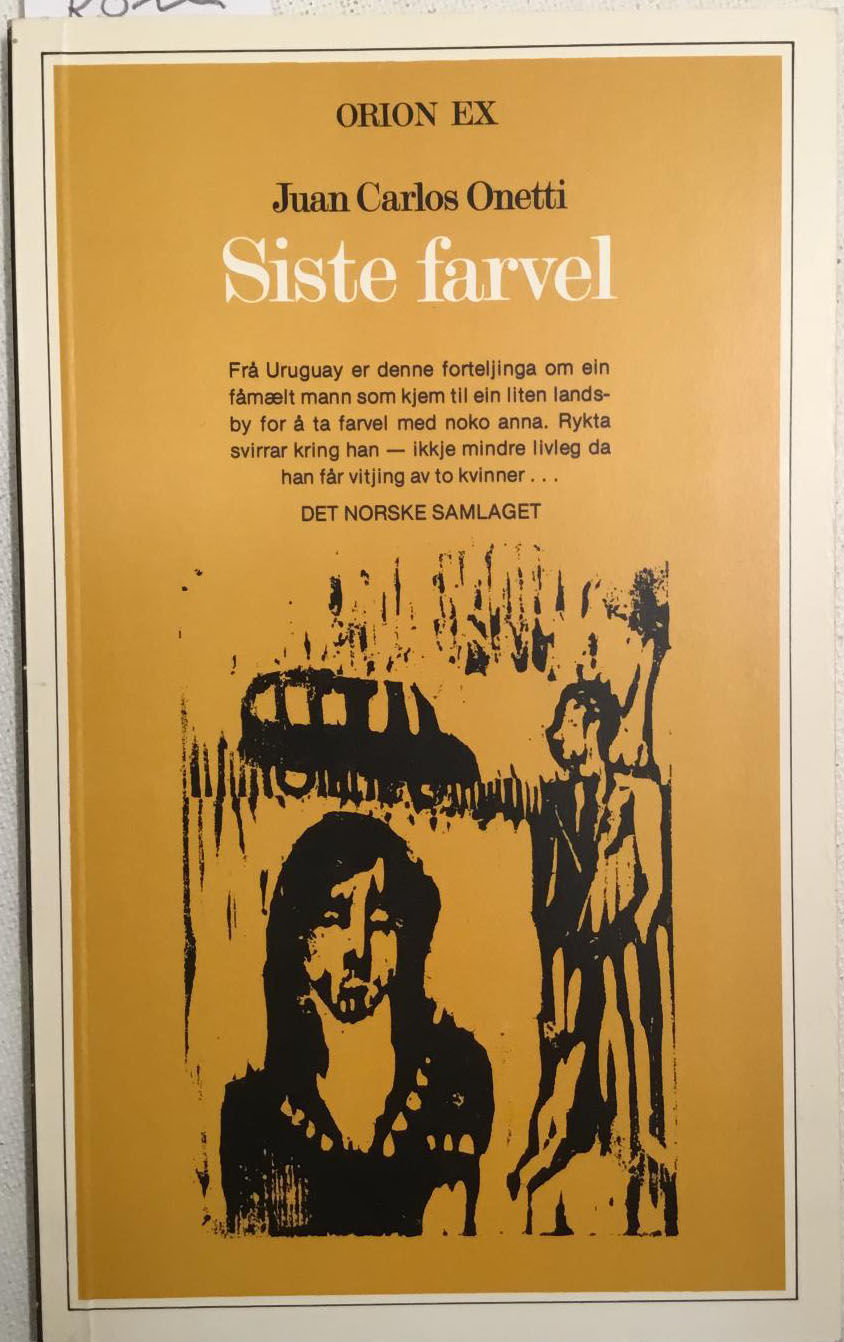 ORION EX
Juan Carlos Onetti
Siste farvel
Frå Uruguay er denne forteljinga om ein
fåmælt mann som kjem til ein liten lands-
by for å ta farvel med noko anna. Rykta
svirrar kring han — ikkje mindre livleg da
han får vitjing av to kvinner . . .
DET NORSKE SAMLAGET